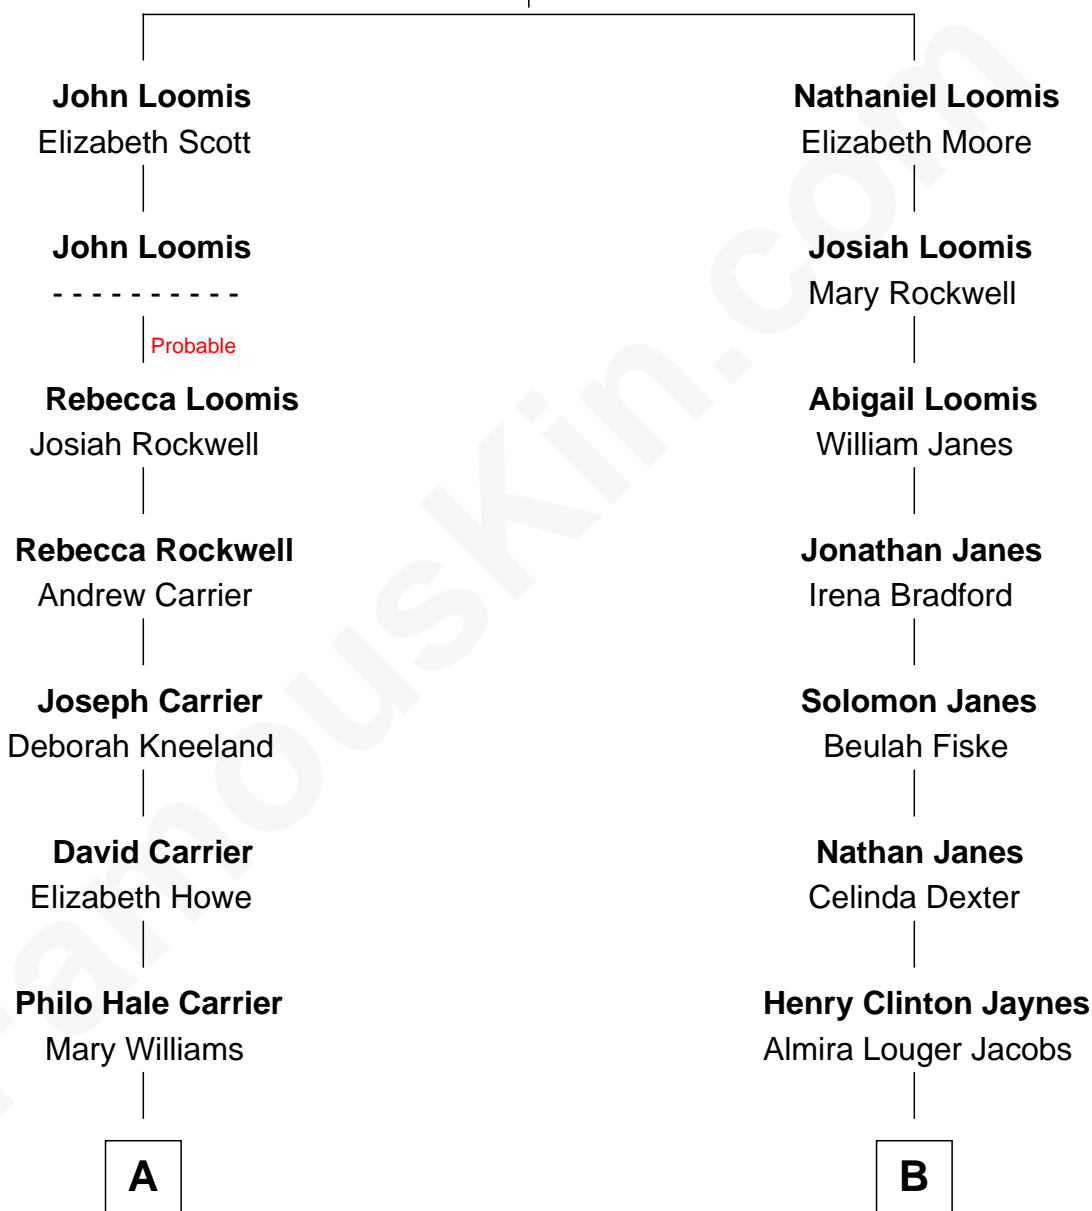 John Loomis
Elizabeth Scott
John Loomis
- - - - - - - - - -
Probable
Rebecca Loomis
Josiah Rockwell
Rebecca Rockwell
Andrew Carrier
Joseph Carrier
Deborah Kneeland
David Carrier
Elizabeth Howe
Philo Hale Carrier
Mary Williams
A
Nathaniel Loomis
Elizabeth Moore
Josiah Loomis
Mary Rockwell
Abigail Loomis
William Janes
Jonathan Janes
Irena Bradford
Solomon Janes
Beulah Fiske
Nathan Janes
Celinda Dexter
Henry Clinton Jaynes
Almira Louger Jacobs
B
FamousKin.com